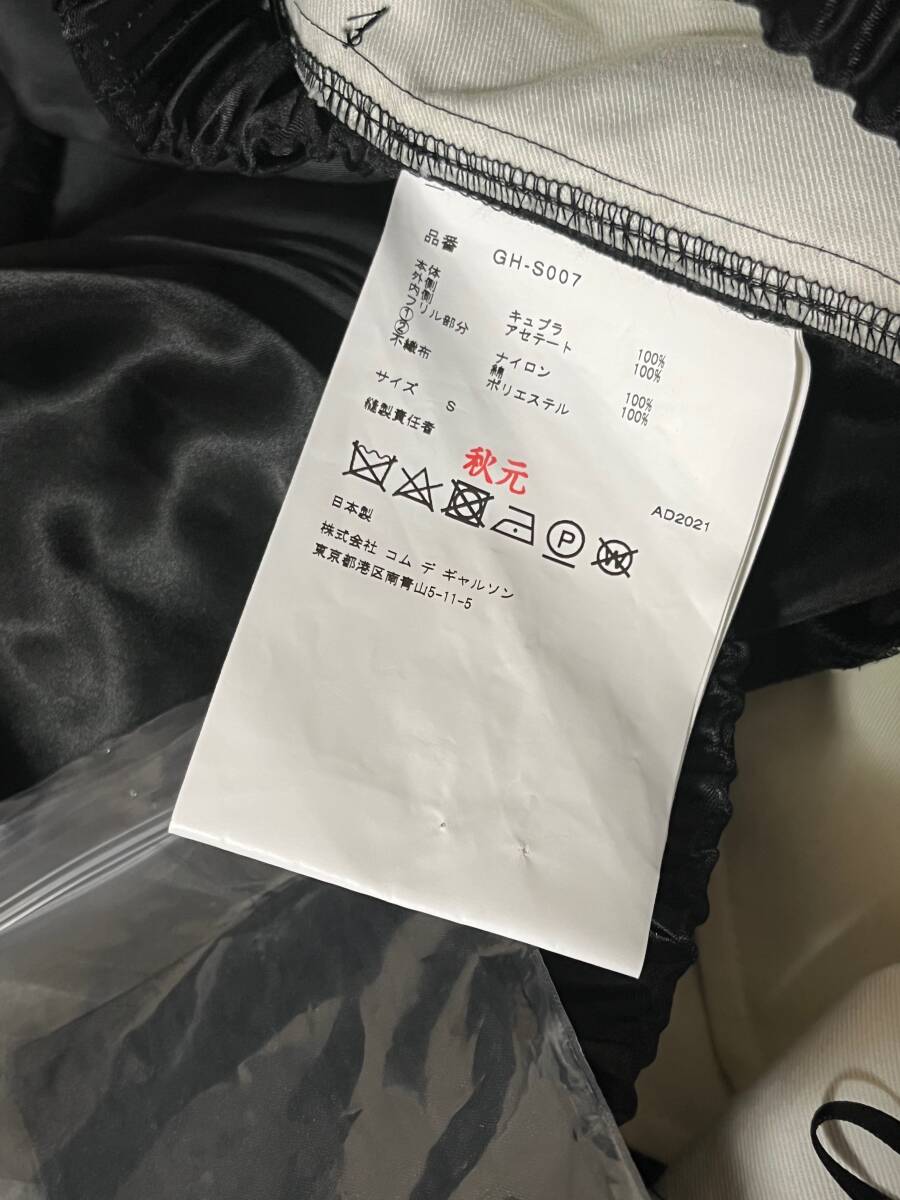 品番 GH-S007
本体
外側 キュプラ 100%
内側 アセテート 100%
フリル部分
① ナイロン 100%
② 綿 100%
不織布 ポリエステル
サイズ S
縫製責任者 秋元
AD2021
P
W
日本製
株式会社 コム デ ギャルソン
東京都港区南青山5-11-5